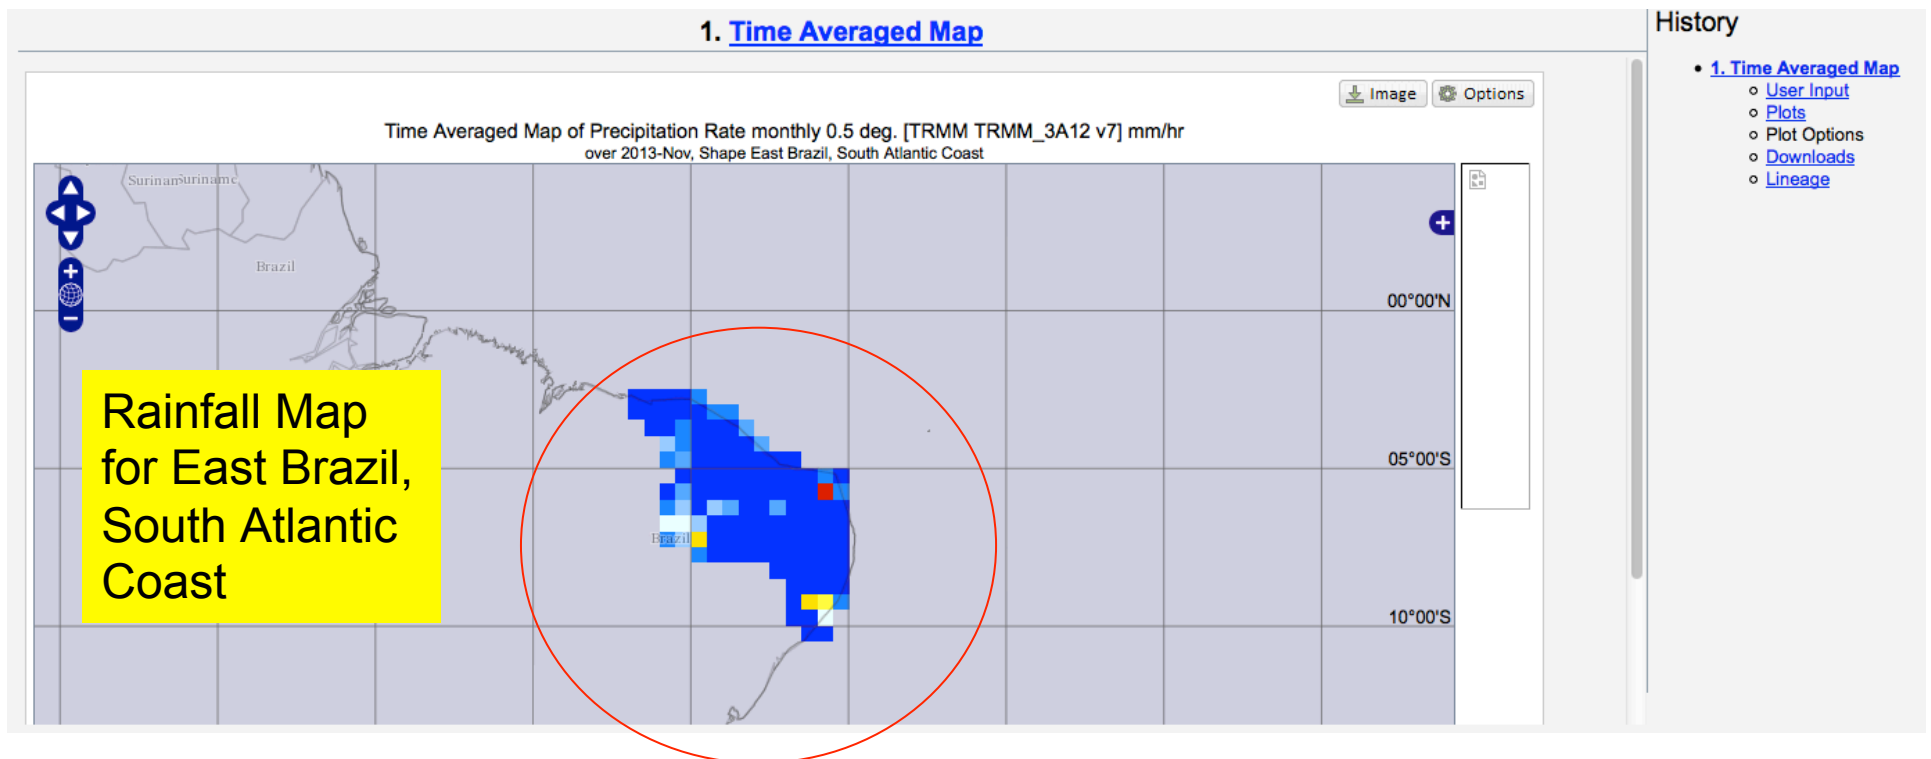 1. Time Averaged Map
History
1. Time Averaged Map
User Input
Plots
Plot Options
Downloads
Lineage
Image
Options
Time Averaged Map of Precipitation Rate monthly 0.5 deg. [TRMM TRMM_3A12 v7] mm/hr
over 2013-Nov, Shape East Brazil, South Atlantic Coast
Suriname
Brazil
00°00'N
Rainfall Map
for East Brazil,
South Atlantic
Coast
05°00'S
Brazil
10°00'S